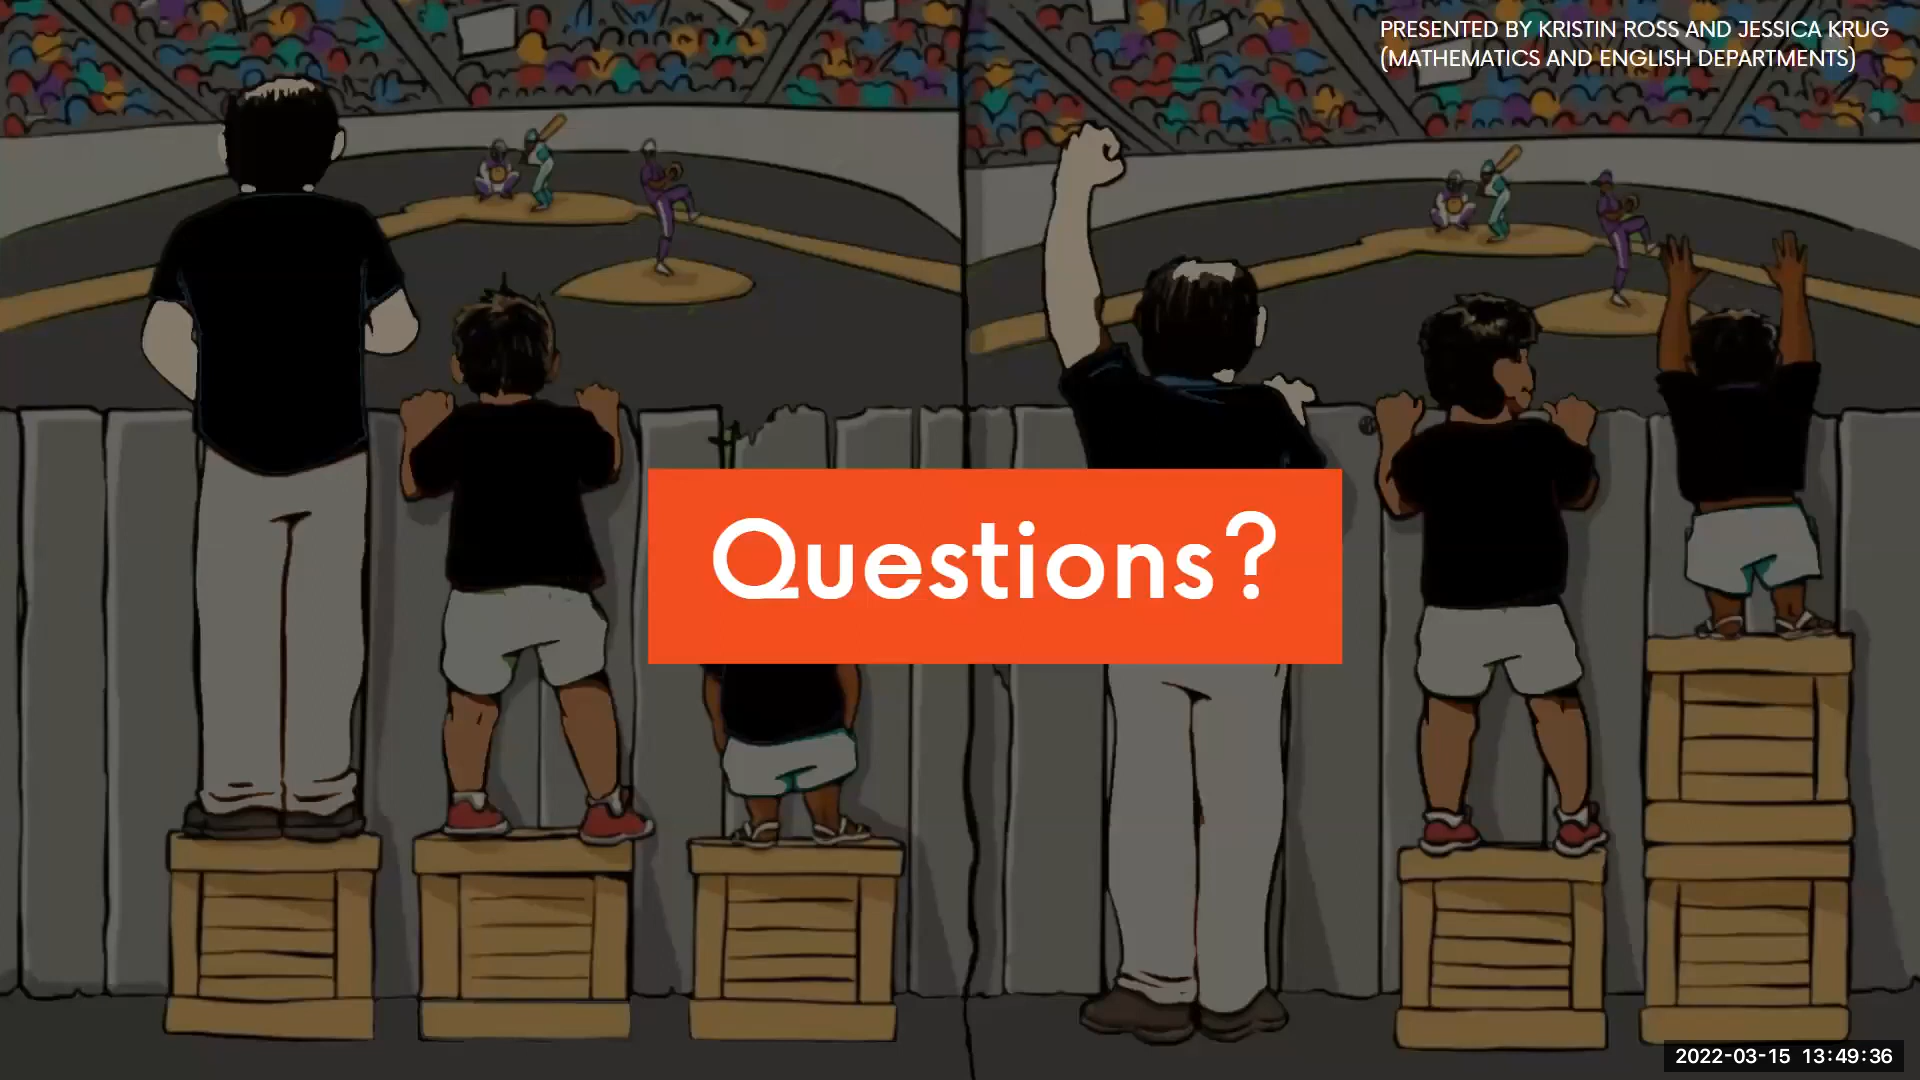 PRESENTED BY KRISTIN ROSS AND JESSICA KRUG
(MATHEMATICS AND ENGLISH DEPARTMENTS)
Questions?
2022-03-15 13:49:36